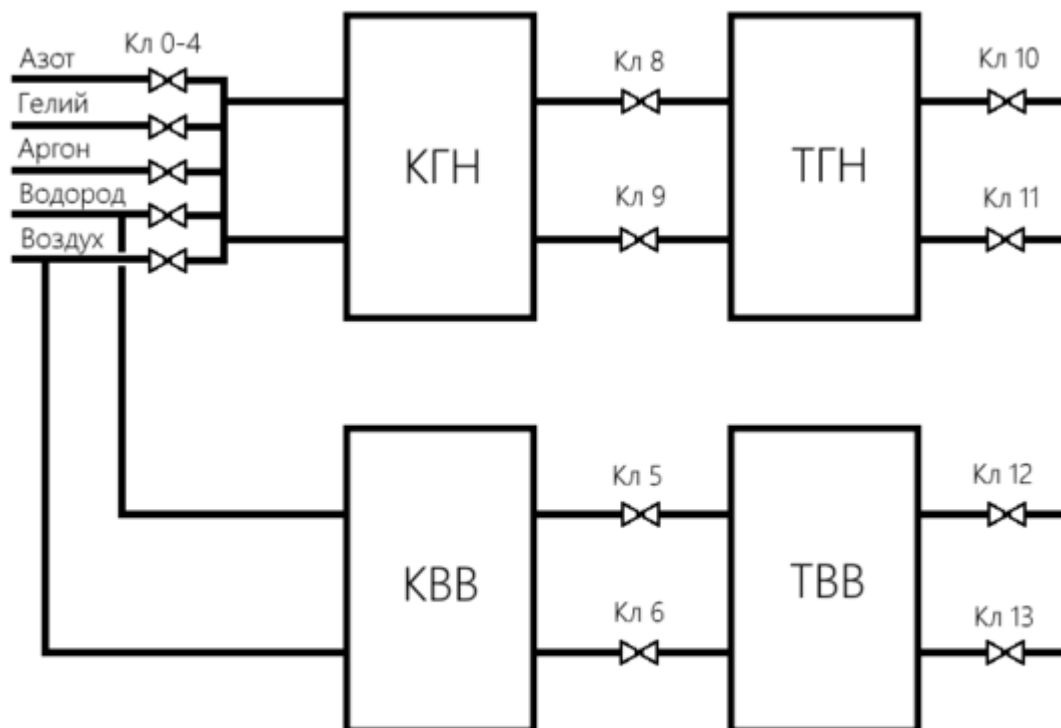 Кл 0-4
Азот
Гелий
Аргон
Водород
Воздух
КГН
Кл 8
Кл 9
ТГН
Кл 10
Кл 11
КВВ
Кл 5
Кл 6
ТВВ
Кл 12
Кл 13